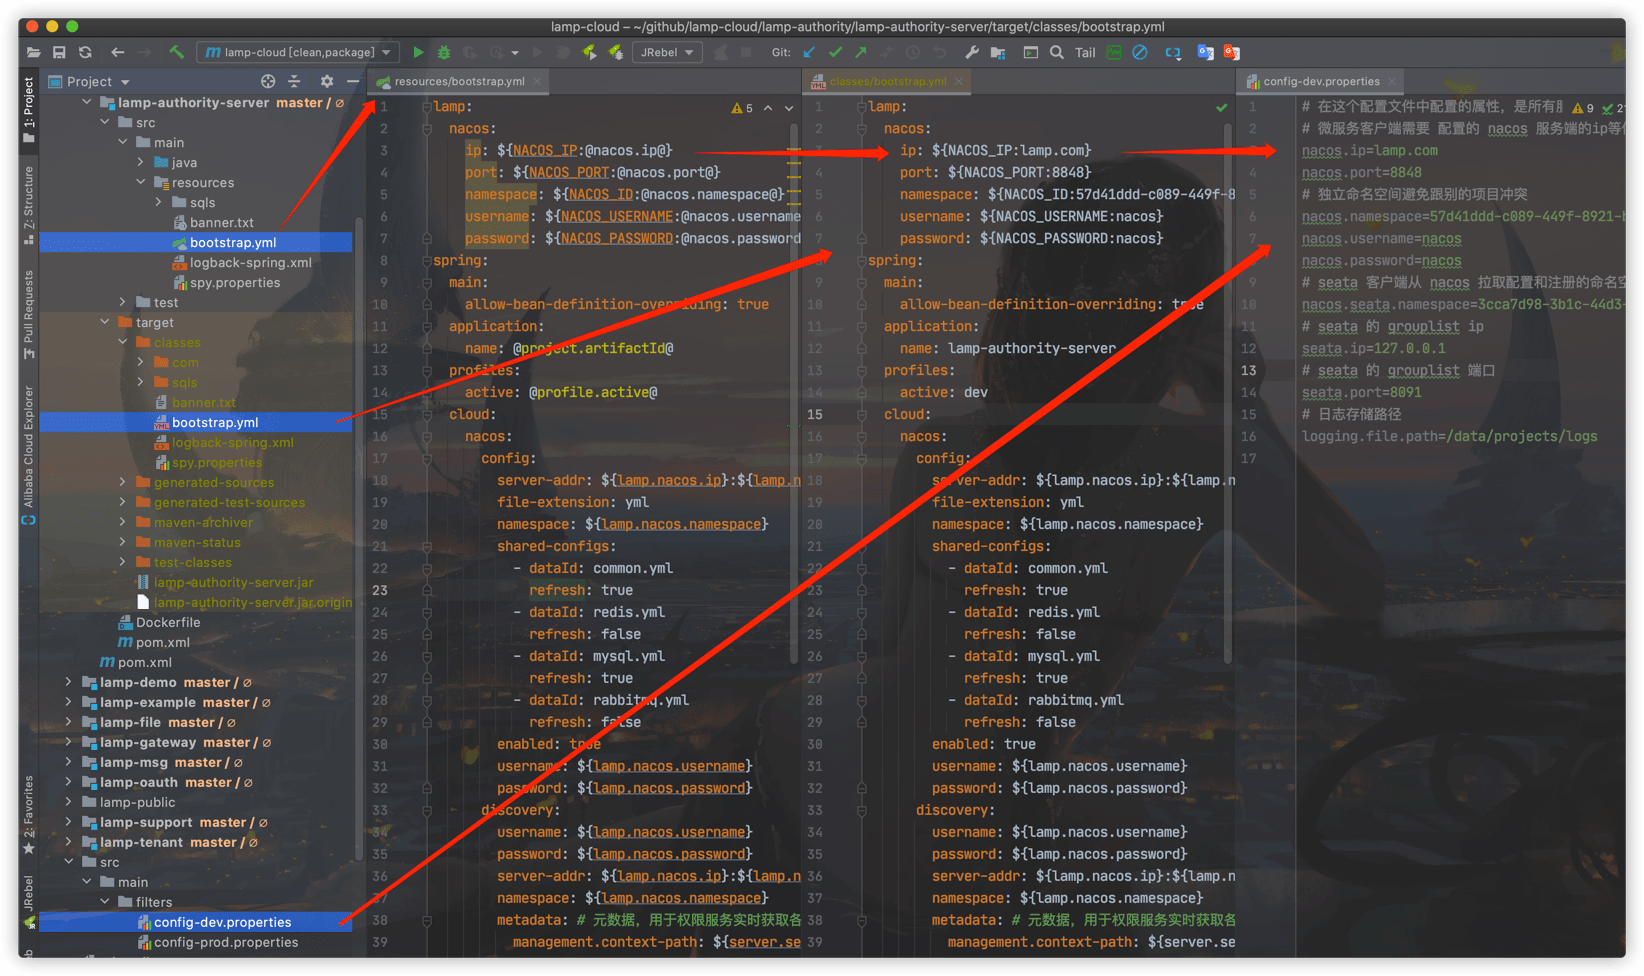 lamp-cloud – ~/github/lamp-cloud/lamp-authority/lamp-authority-server/target/classes/bootstrap.yml
lamp-cloud [clean,package]
JRebel
Git:
Tail
Project
resources/bootstrap.yml
classes/bootstrap.yml
config-dev.properties
1: Project
Z: Structure
Pull Requests
Alibaba Cloud Explorer
2: Favorites
JRebel
lamp-authority-server master / ∅
src
main
java
resources
sqls
banner.txt
bootstrap.yml
logback-spring.xml
spy.properties
test
target
classes
com
sqls
banner.txt
bootstrap.yml
logback-spring.xml
spy.properties
generated-sources
generated-test-sources
maven-archiver
maven-status
test-classes
lamp-authority-server.jar
lamp-authority-server.jar.origin
Dockerfile
pom.xml
pom.xml
lamp-demo master / ∅
lamp-example master / ∅
lamp-file master / ∅
lamp-gateway master / ∅
lamp-msg master / ∅
lamp-oauth master / ∅
lamp-public
lamp-support master / ∅
lamp-tenant master / ∅
src
main
filters
config-dev.properties
config-prod.properties
5
1 lamp:
2 nacos:
3 ip: ${NACOS_IP:@nacos.ip@}
4 port: ${NACOS_PORT:@nacos.port@}
5 namespace: ${NACOS_ID:@nacos.namespace@}
6 username: ${NACOS_USERNAME:@nacos.username
7 password: ${NACOS_PASSWORD:@nacos.password
8 spring:
9 main:
10 allow-bean-definition-overriding: true
11 application:
12 name: @project.artifactId@
13 profiles:
14 active: @profile.active@
15 cloud:
16 nacos:
17 config:
18 server-addr: ${lamp.nacos.ip}:${lamp.n
19 file-extension: yml
20 namespace: ${lamp.nacos.namespace}
21 shared-configs:
22 - dataId: common.yml
23 refresh: true
24 - dataId: redis.yml
25 refresh: false
26 - dataId: mysql.yml
27 refresh: true
28 - dataId: rabbitmq.yml
29 refresh: false
30 enabled: true
31 username: ${lamp.nacos.username}
32 password: ${lamp.nacos.password}
33 discovery:
34 username: ${lamp.nacos.username}
35 password: ${lamp.nacos.password}
36 server-addr: ${lamp.nacos.ip}:${lamp.n
37 namespace: ${lamp.nacos.namespace}
38 metadata: # 元数据，用于权限服务实时获取各
39 management.context-path: ${server.se
1 lamp:
2 nacos:
3 ip: ${NACOS_IP:lamp.com}
4 port: ${NACOS_PORT:8848}
5 namespace: ${NACOS_ID:57d41ddd-c089-449f-8
6 username: ${NACOS_USERNAME:nacos}
7 password: ${NACOS_PASSWORD:nacos}
8 spring:
9 main:
10 allow-bean-definition-overriding: true
11 application:
12 name: lamp-authority-server
13 profiles:
14 active: dev
15 cloud:
16 nacos:
17 config:
18 server-addr: ${lamp.nacos.ip}:${lamp.n
19 file-extension: yml
20 namespace: ${lamp.nacos.namespace}
21 shared-configs:
22 - dataId: common.yml
23 refresh: true
24 - dataId: redis.yml
25 refresh: false
26 - dataId: mysql.yml
27 refresh: true
28 - dataId: rabbitmq.yml
29 refresh: false
30 enabled: true
31 username: ${lamp.nacos.username}
32 password: ${lamp.nacos.password}
33 discovery:
34 username: ${lamp.nacos.username}
35 password: ${lamp.nacos.password}
36 server-addr: ${lamp.nacos.ip}:${lamp.n
37 namespace: ${lamp.nacos.namespace}
38 metadata: # 元数据，用于权限服务实时获取各
39 management.context-path: ${server.se
9 2
1 # 在这个配置文件中配置的属性，是所有
2 # 微服务客户端需要 配置的 nacos 服务端的ip等
3 nacos.ip=lamp.com
4 nacos.port=8848
5 # 独立命名空间避免跟别的项目冲突
6 nacos.namespace=57d41ddd-c089-449f-8921-b
7 nacos.username=nacos
8 nacos.password=nacos
9 # seata 客户端从 nacos 拉取配置和注册的命名空
10 nacos.seata.namespace=3cca7d98-3b1c-44d3-
11 # seata 的 grouplist ip
12 seata.ip=127.0.0.1
13 # seata 的 grouplist 端口
14 seata.port=8091
15 # 日志存储路径
16 logging.file.path=/data/projects/logs
17